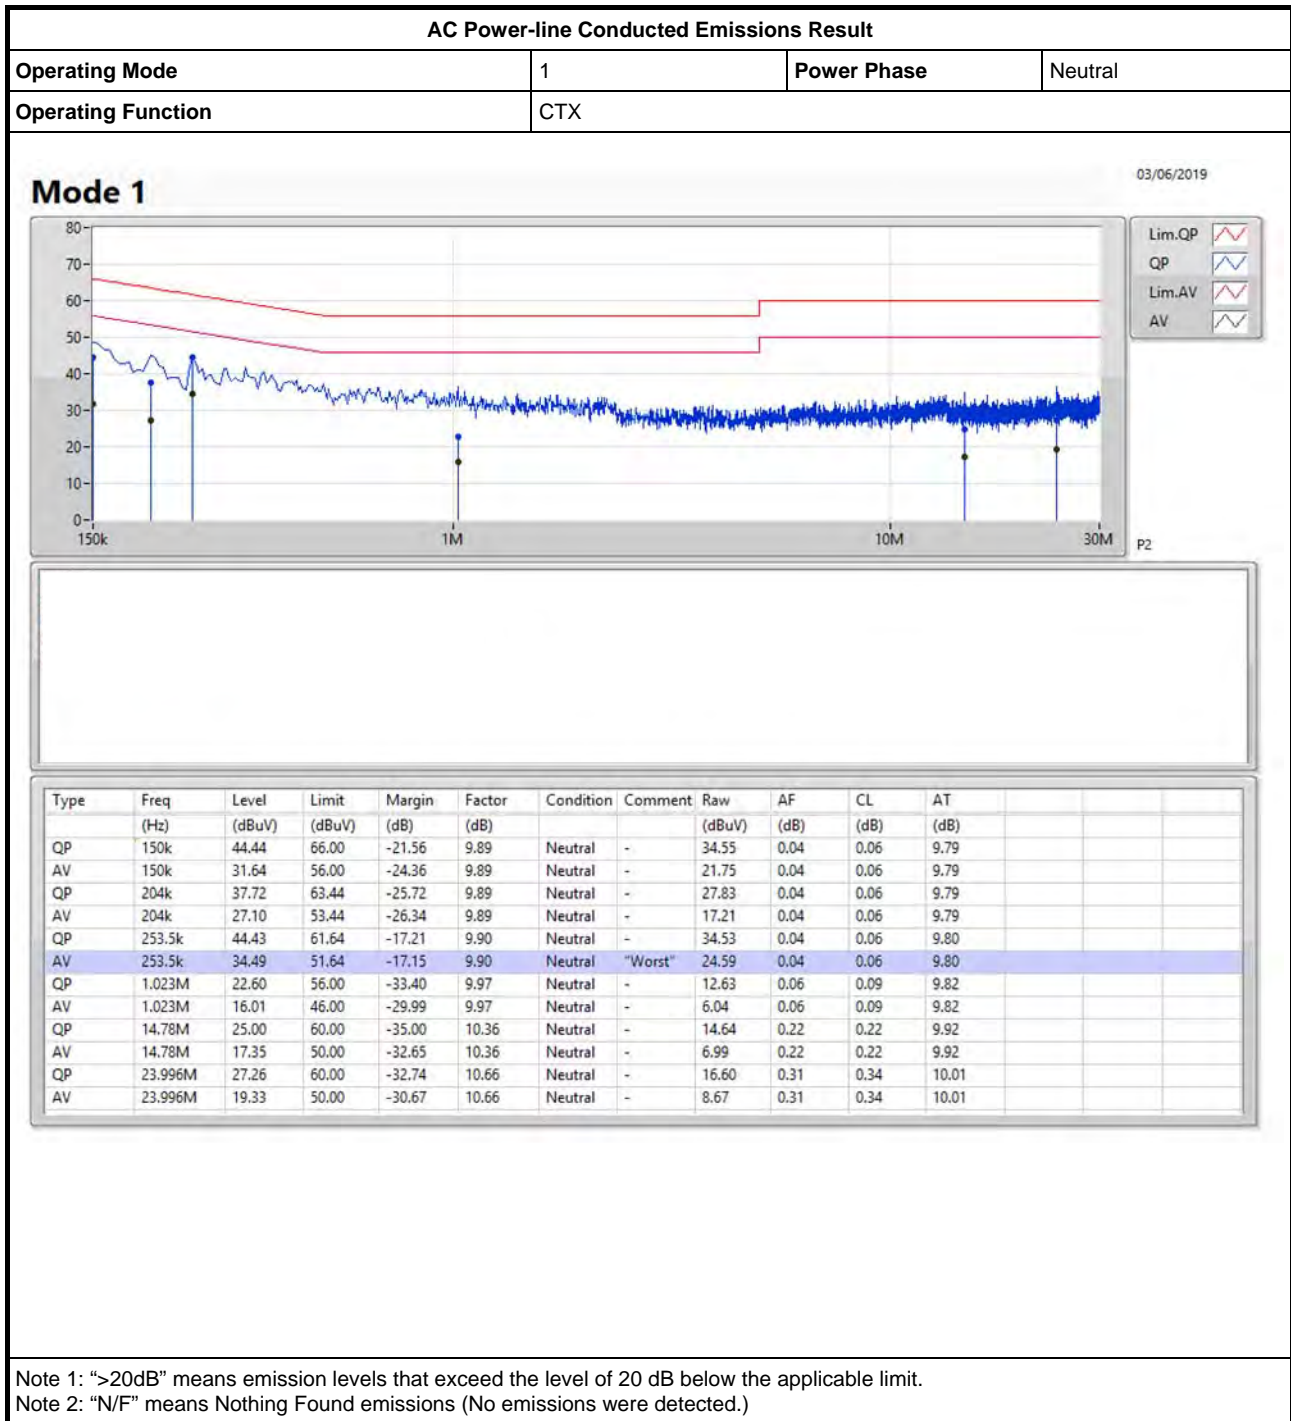 AC Power-line Conducted Emissions Result
Operating Mode 1 Power Phase Neutral
Operating Function CTX
03/06/2019
Mode 1
80
70
60
50
40
30
20
10
0
150k 1M 10M 30M
Lim.QP
QP
Lim.AV
AV
P2
Type Freq Level Limit Margin Factor Condition Comment Raw AF CL AT
(Hz) (dBuV) (dBuV) (dB) (dB) (dBuV) (dB) (dB) (dB)
QP 150k 44.44 66.00 -21.56 9.89 Neutral - 34.55 0.04 0.06 9.79
AV 150k 31.64 56.00 -24.36 9.89 Neutral - 21.75 0.04 0.06 9.79
QP 204k 37.72 63.44 -25.72 9.89 Neutral - 27.83 0.04 0.06 9.79
AV 204k 27.10 53.44 -26.34 9.89 Neutral - 17.21 0.04 0.06 9.79
QP 253.5k 44.43 61.64 -17.21 9.90 Neutral - 34.53 0.04 0.06 9.80
AV 253.5k 34.49 51.64 -17.15 9.90 Neutral "Worst" 24.59 0.04 0.06 9.80
QP 1.023M 22.60 56.00 -33.40 9.97 Neutral - 12.63 0.06 0.09 9.82
AV 1.023M 16.01 46.00 -29.99 9.97 Neutral - 6.04 0.06 0.09 9.82
QP 14.78M 25.00 60.00 -35.00 10.36 Neutral - 14.64 0.22 0.22 9.92
AV 14.78M 17.35 50.00 -32.65 10.36 Neutral - 6.99 0.22 0.22 9.92
QP 23.996M 27.26 60.00 -32.74 10.66 Neutral - 16.60 0.31 0.34 10.01
AV 23.996M 19.33 50.00 -30.67 10.66 Neutral - 8.67 0.31 0.34 10.01
Note 1: “>20dB” means emission levels that exceed the level of 20 dB below the applicable limit.
Note 2: “N/F” means Nothing Found emissions (No emissions were detected.)